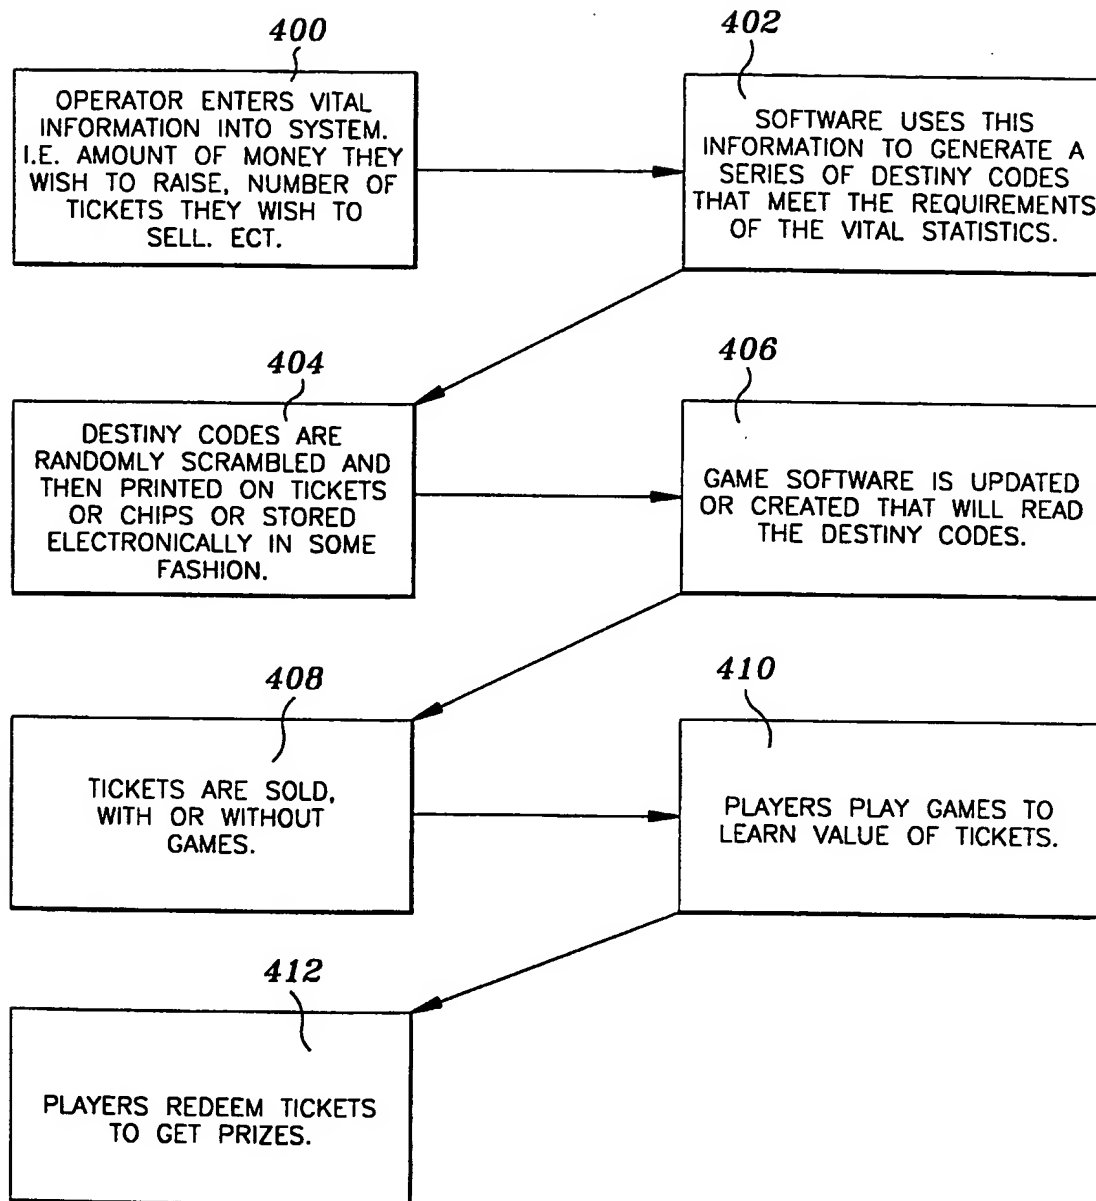 400
OPERATOR ENTERS VITAL
INFORMATION INTO SYSTEM.
I.E. AMOUNT OF MONEY THEY
WISH TO RAISE, NUMBER OF
TICKETS THEY WISH TO
SELL. ECT.
402
SOFTWARE USES THIS
INFORMATION TO GENERATE A
SERIES OF DESTINY CODES
THAT MEET THE REQUIREMENTS
OF THE VITAL STATISTICS.
404
DESTINY CODES ARE
RANDOMLY SCRAMBLED AND
THEN PRINTED ON TICKETS
OR CHIPS OR STORED
ELECTRONICALLY IN SOME
FASHION.
406
GAME SOFTWARE IS UPDATED
OR CREATED THAT WILL READ
THE DESTINY CODES.
408
TICKETS ARE SOLD,
WITH OR WITHOUT
GAMES.
410
PLAYERS PLAY GAMES TO
LEARN VALUE OF TICKETS.
412
PLAYERS REDEEM TICKETS
TO GET PRIZES.